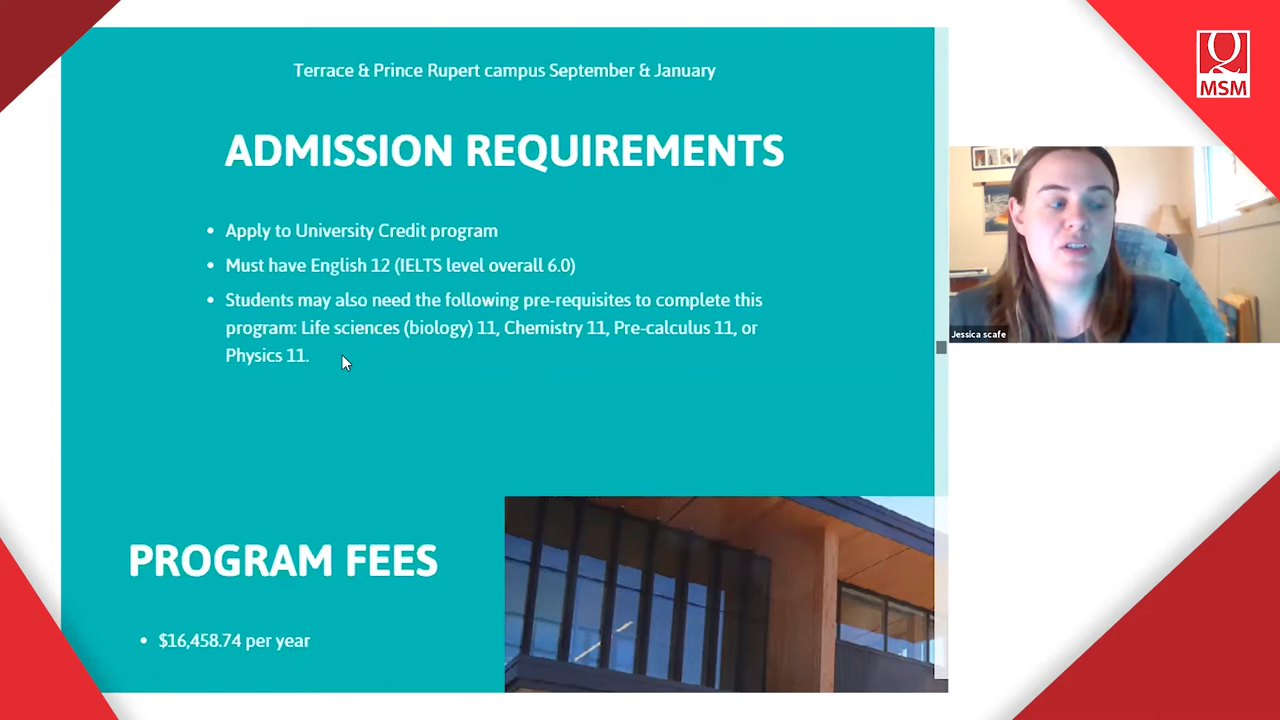 Terrace & Prince Rupert campus September & January
MSM
ADMISSION REQUIREMENTS
• Apply to University Credit program
• Must have English 12 (IELTS level overall 6.0)
• Students may also need the following pre-requisites to complete this
program: Life sciences (biology) 11, Chemistry 11, Pre-calculus 11, or
Physics 11.
Jessica scafe
PROGRAM FEES
• $16,458.74 per year